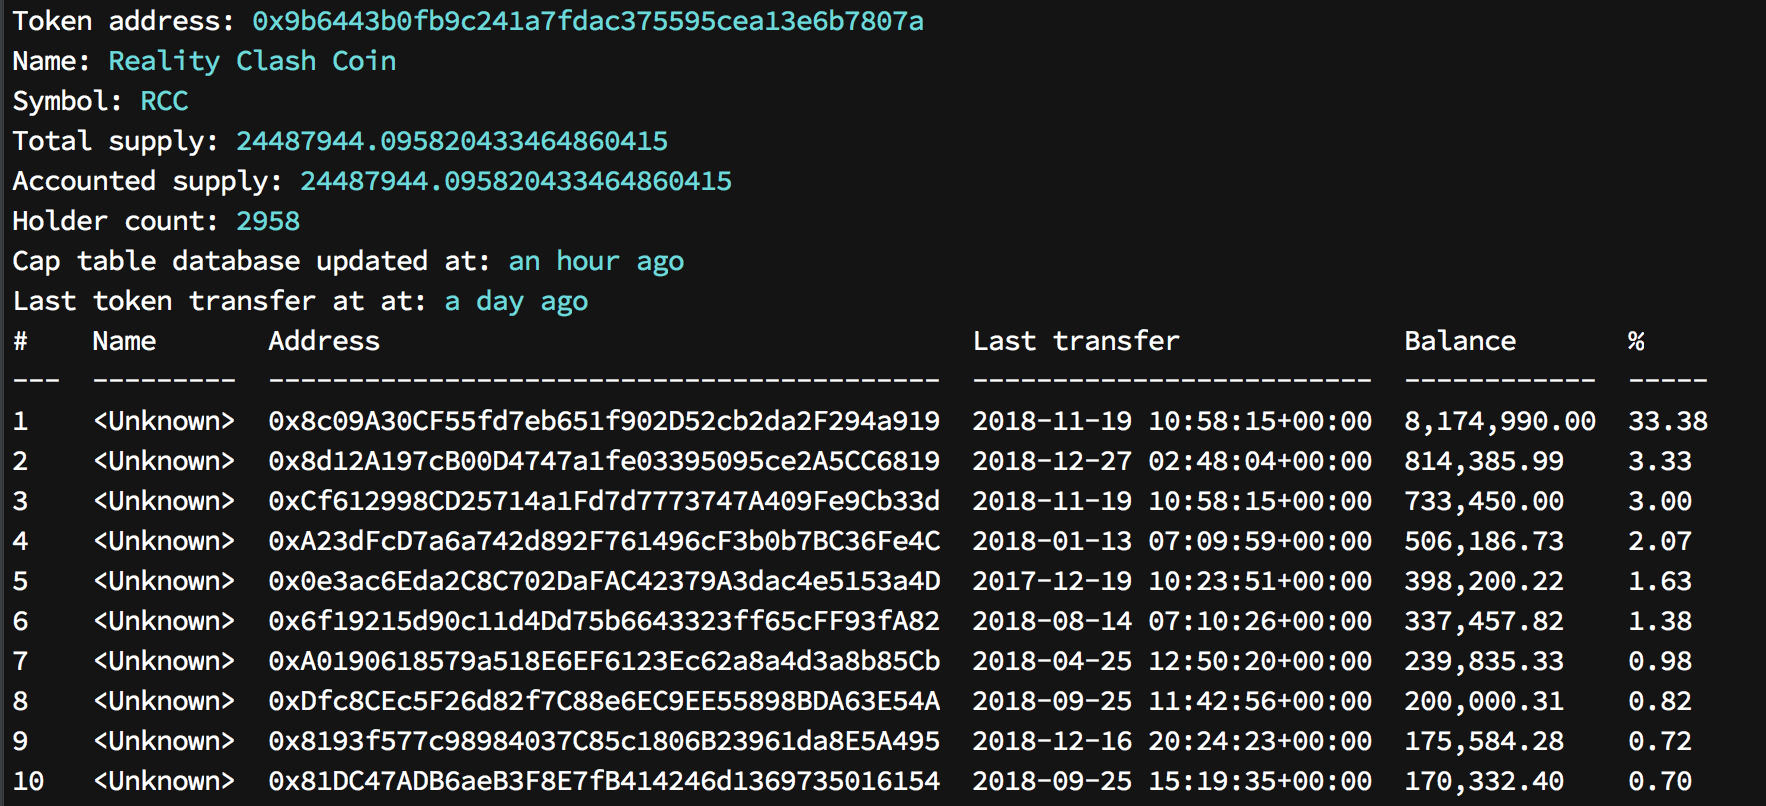 Token address: 0x9b6443b0fb9c241a7fdac375595cea13e6b7807a
Name: Reality Clash Coin
Symbol: RCC
Total supply: 24487944.095820433464860415
Accounted supply: 24487944.095820433464860415
Holder count: 2958
Cap table database updated at: an hour ago
Last token transfer at at: a day ago
#    Name       Address                                     Last transfer              Balance       %
---  ---------  ------------------------------------------  -------------------------  ------------  -----
1    <Unknown>  0x8c09A30CF55fd7eb651f902D52cb2da2F294a919  2018-11-19 10:58:15+00:00  8,174,990.00  33.38
2    <Unknown>  0x8d12A197cB00D4747a1fe03395095ce2A5CC6819  2018-12-27 02:48:04+00:00  814,385.99    3.33
3    <Unknown>  0xCf612998CD25714a1Fd7d7773747A409Fe9Cb33d  2018-11-19 10:58:15+00:00  733,450.00    3.00
4    <Unknown>  0xA23dFcD7a6a742d892F761496cF3b0b7BC36Fe4C  2018-01-13 07:09:59+00:00  506,186.73    2.07
5    <Unknown>  0x0e3ac6Eda2C8C702DaFAC42379A3dac4e5153a4D  2017-12-19 10:23:51+00:00  398,200.22    1.63
6    <Unknown>  0x6f19215d90c11d4Dd75b6643323ff65cFF93fA82  2018-08-14 07:10:26+00:00  337,457.82    1.38
7    <Unknown>  0xA0190618579a518E6EF6123Ec62a8a4d3a8b85Cb  2018-04-25 12:50:20+00:00  239,835.33    0.98
8    <Unknown>  0xDfc8CEc5F26d82f7C88e6EC9EE55898BDA63E54A  2018-09-25 11:42:56+00:00  200,000.31    0.82
9    <Unknown>  0x8193f577c98984037C85c1806B23961da8E5A495  2018-12-16 20:24:23+00:00  175,584.28    0.72
10   <Unknown>  0x81DC47ADB6aeB3F8E7fB414246d1369735016154  2018-09-25 15:19:35+00:00  170,332.40    0.70